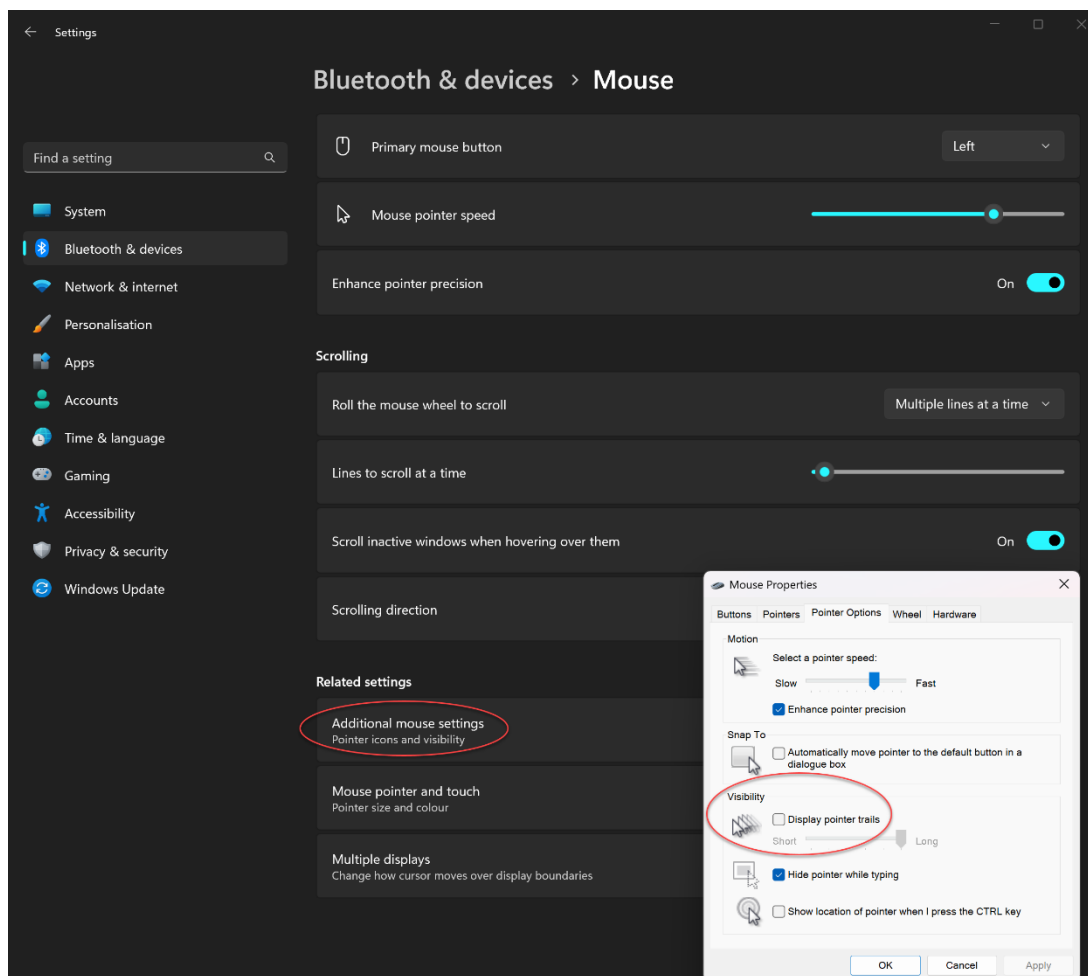 Settings
Bluetooth & devices > Mouse
Find a setting
System
Bluetooth & devices
Network & internet
Personalisation
Apps
Accounts
Time & language
Gaming
Accessibility
Privacy & security
Windows Update
Primary mouse button
Left
Mouse pointer speed
Enhance pointer precision
On
Scrolling
Roll the mouse wheel to scroll
Multiple lines at a time
Lines to scroll at a time
Scroll inactive windows when hovering over them
On
Scrolling direction
Related settings
Additional mouse settings
Pointer icons and visibility
Mouse pointer and touch
Pointer size and colour
Multiple displays
Change how cursor moves over display boundaries
Mouse Properties
Buttons Pointers Pointer Options Wheel Hardware
Motion
Select a pointer speed:
Slow Fast
Enhance pointer precision
Snap To
Automatically move pointer to the default button in a
dialogue box
Visibility
Display pointer trails
Short Long
Hide pointer while typing
Show location of pointer when I press the CTRL key
OK Cancel Apply